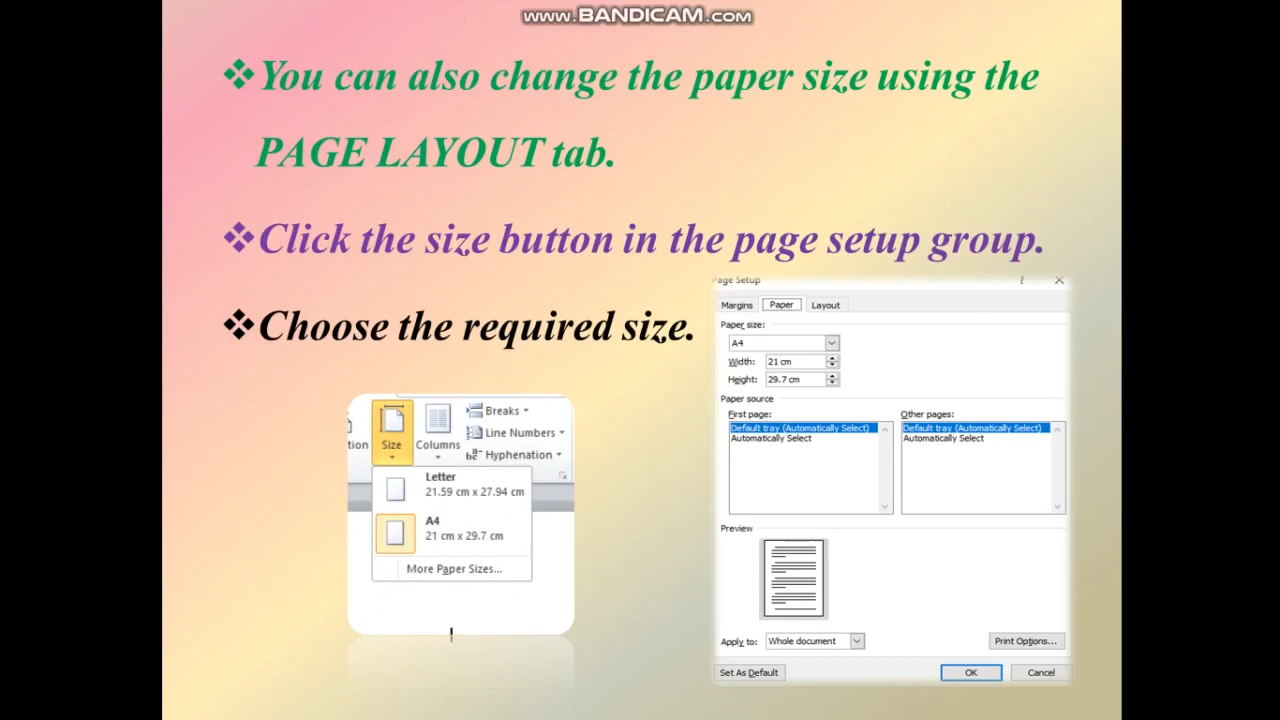 www.BANDICAM.com
❖You can also change the paper size using the
PAGE LAYOUT tab.
❖Click the size button in the page setup group.
❖Choose the required size.
Page Setup ?
Margins Paper Layout
Paper size:
A4
Width: 21 cm
Height: 29.7 cm
Paper source
First page: Other pages:
Default tray (Automatically Select) Default tray (Automatically Select)
Automatically Select Automatically Select
Preview
Apply to: Whole document Print Options...
Set As Default OK Cancel
Breaks
Line Numbers
Hyphenation
tion Size Columns
Letter
21.59 cm x 27.94 cm
A4
21 cm x 29.7 cm
More Paper Sizes...